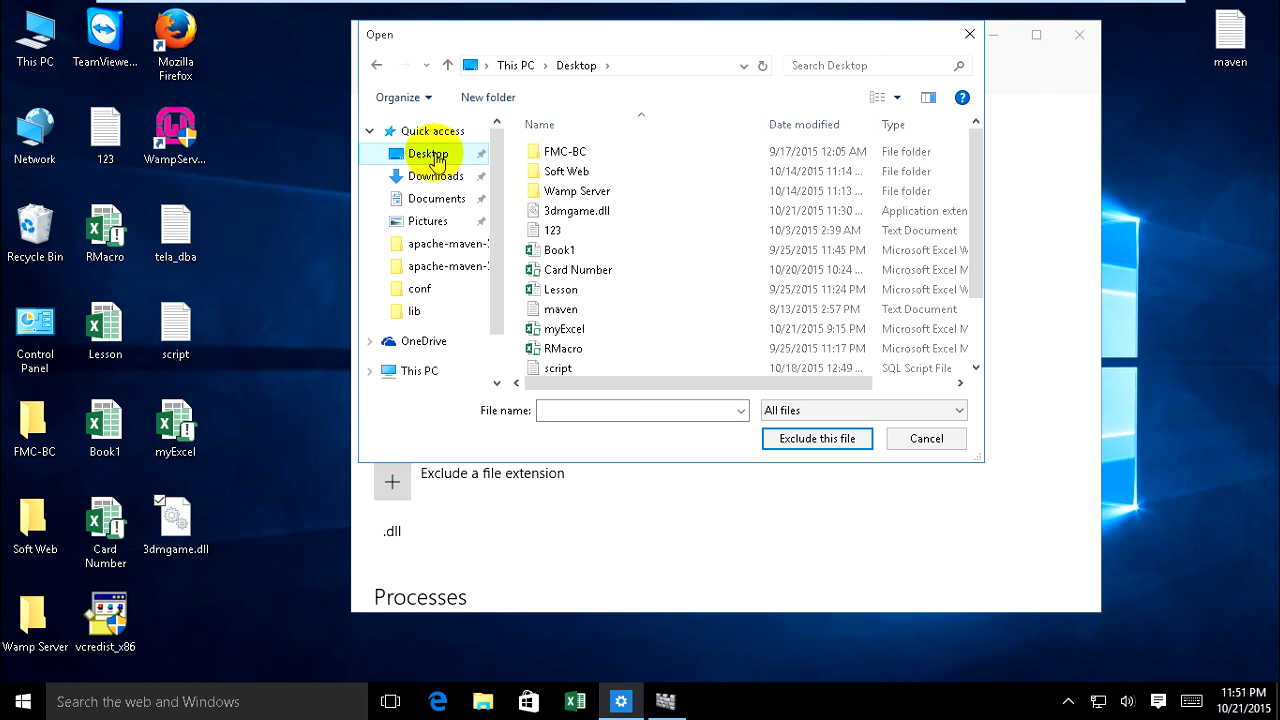 This PC
TeamViewe...
Mozilla
Firefox
Network
123
WampServ...
Recycle Bin
RMacro
tela_dba
Control
Panel
Lesson
script
FMC-BC
Book1
myExcel
Soft Web
Card
Number
3dmgame.dll
Wamp Server
vcredist_x86
maven
Open
This PC
Desktop
Search Desktop
Organize
New folder
Quick access
Desktop
Downloads
Documents
Pictures
apache-maven-
apache-maven-
conf
lib
OneDrive
This PC
Name Date modified Type
FMC-BC 9/17/2015 12:05 AM File folder
Soft Web 10/14/2015 11:14 ... File folder
Wamp Server 10/14/2015 11:13 ... File folder
3dmgame.dll 10/21/2015 11:30 ... Application exten
123 10/3/2015 2:39 AM Text Document
Book1 9/25/2015 11:45 PM Microsoft Excel W
Card Number 10/20/2015 10:24 ... Microsoft Excel M
Lesson 9/25/2015 11:24 PM Microsoft Excel W
maven 8/13/2015 2:57 PM Text Document
myExcel 10/21/2015 9:15 PM Microsoft Excel M
RMacro 9/25/2015 11:17 PM Microsoft Excel M
script 10/18/2015 12:49 ... SQL Script File
File name:
All files
Exclude this file
Cancel
Exclude a file extension
.dll
Processes
Search the web and Windows
11:51 PM
10/21/2015